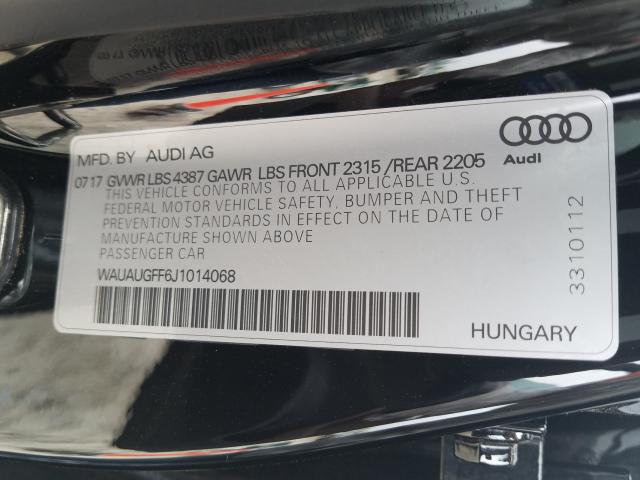 MFD. BY AUDI AG
0717 GVWR LBS 4387 GAWR LBS FRONT 2315 /REAR 2205
THIS VEHICLE CONFORMS TO ALL APPLICABLE U.S.
FEDERAL MOTOR VEHICLE SAFETY, BUMPER AND THEFT
PREVENTION STANDARDS IN EFFECT ON THE DATE OF
MANUFACTURE SHOWN ABOVE
PASSENGER CAR
WAUAUGFF6J1014068
Audi
3310112
HUNGARY